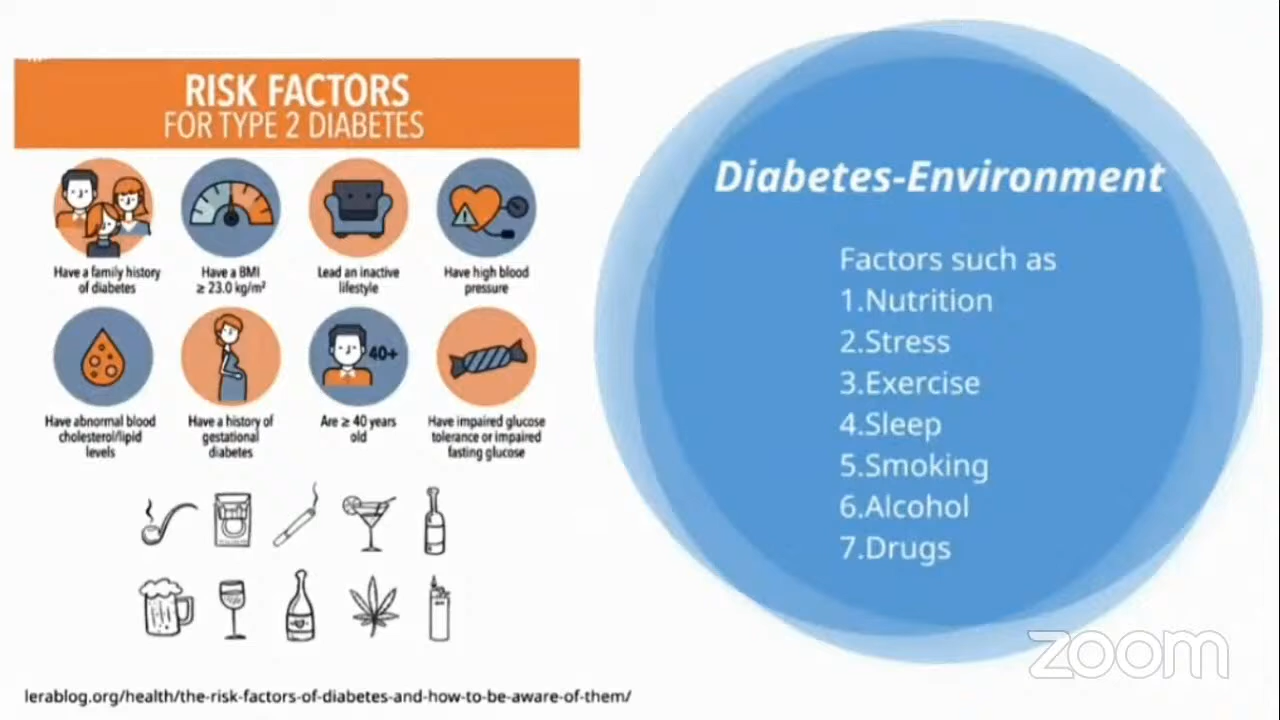 RISK FACTORS
FOR TYPE 2 DIABETES
Have a family history
of diabetes
Have a BMI
≥ 23.0 kg/m²
Lead an inactive
lifestyle
Have high blood
pressure
40+
Have abnormal blood
cholesterol/lipid
levels
Have a history of
gestational
diabetes
Are ≥ 40 years
old
Have impaired glucose
tolerance or impaired
fasting glucose
lerablog.org/health/the-risk-factors-of-diabetes-and-how-to-be-aware-of-them/
Diabetes-Environment
Factors such as
1.Nutrition
2.Stress
3.Exercise
4.Sleep
5.Smoking
6.Alcohol
7.Drugs
zoom